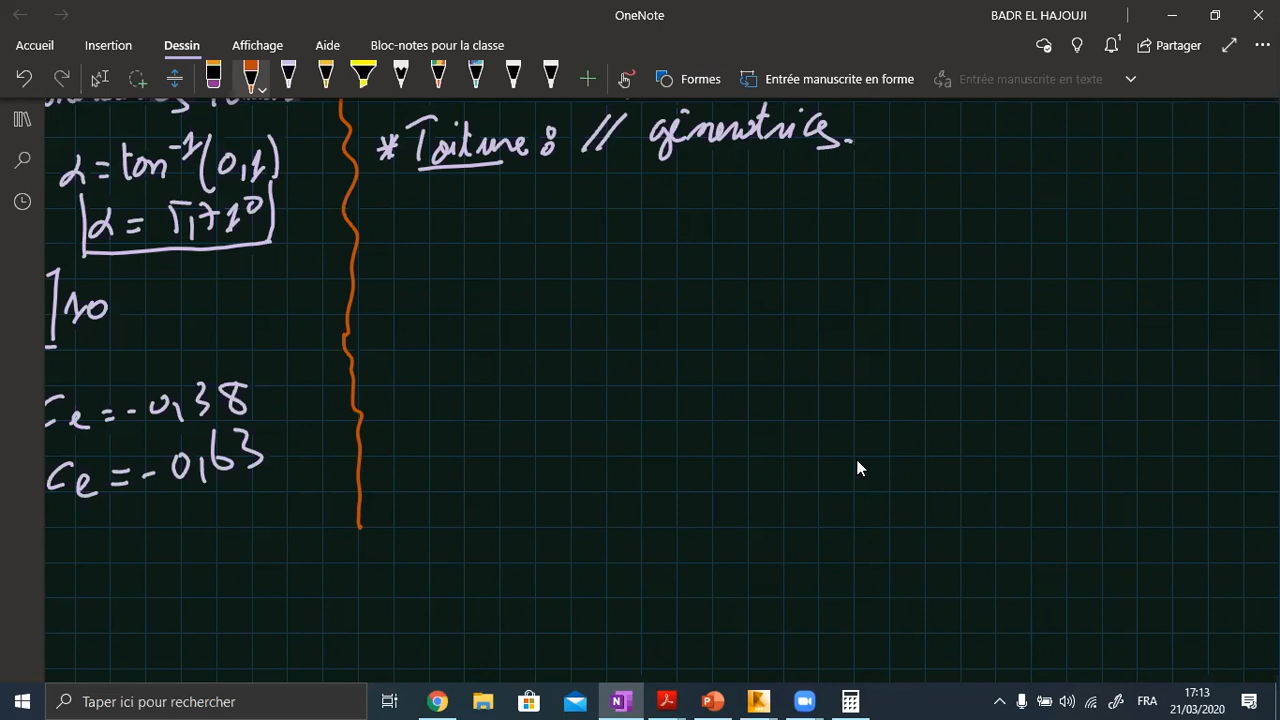 OneNote
BADR EL HAJOUJI
Accueil Insertion Dessin Affichage Aide Bloc-notes pour la classe
Partager
Formes
Entrée manuscrite en forme
Entrée manuscrite en texte
α = tan⁻¹(0,1)
α = 5,71°
]10
Ce = -0,38
Ce = -0,63
* Toiture : // génératrices.
Taper ici pour rechercher
FRA
17:13
21/03/2020